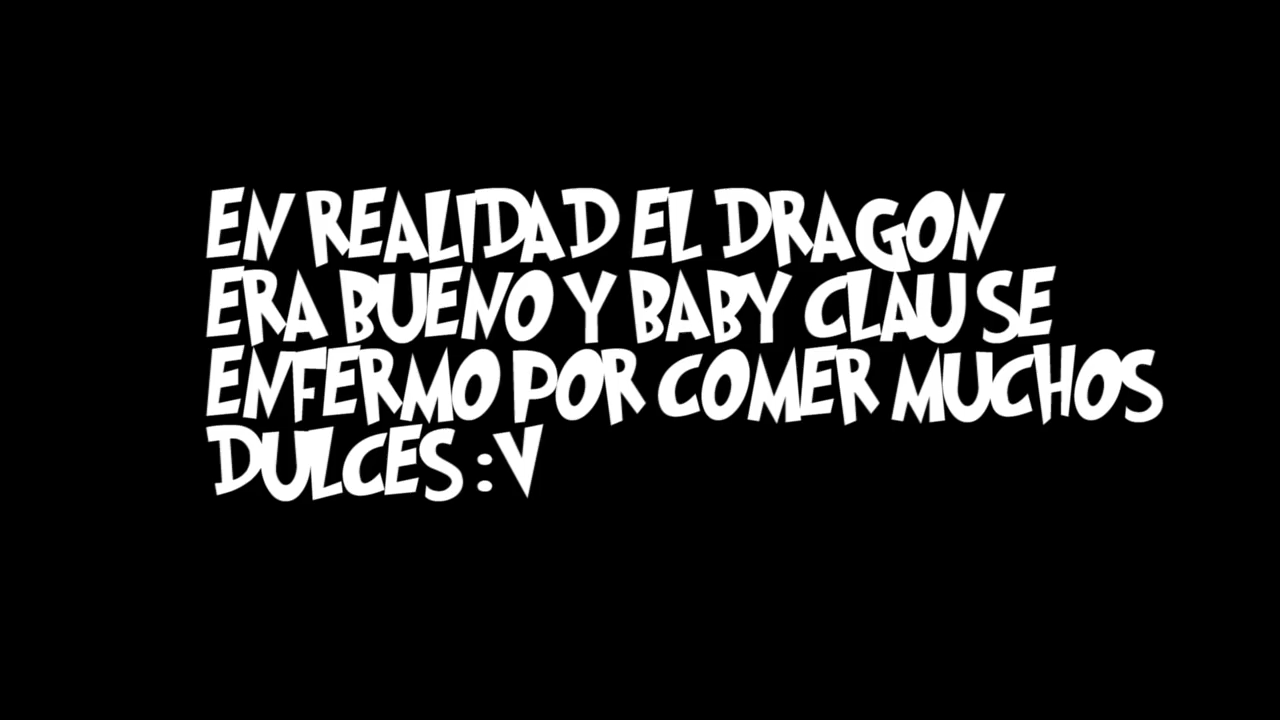 EN REALIDAD EL DRAGON
ERA BUENO Y BABY CLAU SE
ENFERMO POR COMER MUCHOS
DULCES :V